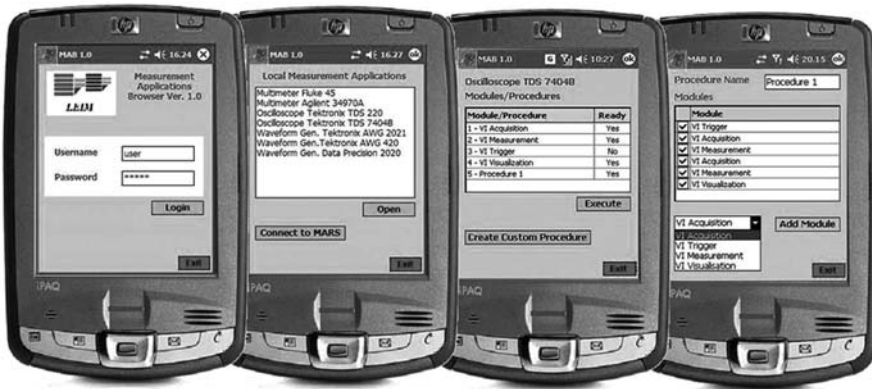 hp
MAB 1.0 16.24
LEIM
Measurement
Applications
Browser Ver. 1.0
Username user
Password *****
Login
Exit
iPAQ
hp
MAB 1.0 16.27 ok
Local Measurement Applications
Multimeter Fluke 45
Multimeter Agilent 34970A
Oscilloscope Tektronix TDS 220
Oscilloscope Tektronix TDS 7404B
Waveform Gen. Tektronix AWG 2021
Waveform Gen.Tektronix AWG 420
Waveform Gen. Data Precision 2020
Open
Connect to MARS
Exit
iPAQ
hp
MAB 1.0 10:27 ok
Oscilloscope TDS 7404B
Modules/Procedures
Module/Procedure Ready
1 - VI Acquisition Yes
2 - VI Measurement Yes
3 - VI Trigger No
4 - VI Visualization Yes
5 - Procedure 1 Yes
Execute
Create Custom Procedure
Exit
iPAQ
hp
MAB 1.0 20.15 ok
Procedure Name Procedure 1
Modules
Module
VI Trigger
VI Acquisition
VI Measurement
VI Acquisition
VI Measurement
VI Visualization
VI Acquisition Add Module
VI Acquisition
VI Trigger
VI Measurement
VI Visualisation
Exit
iPAQ